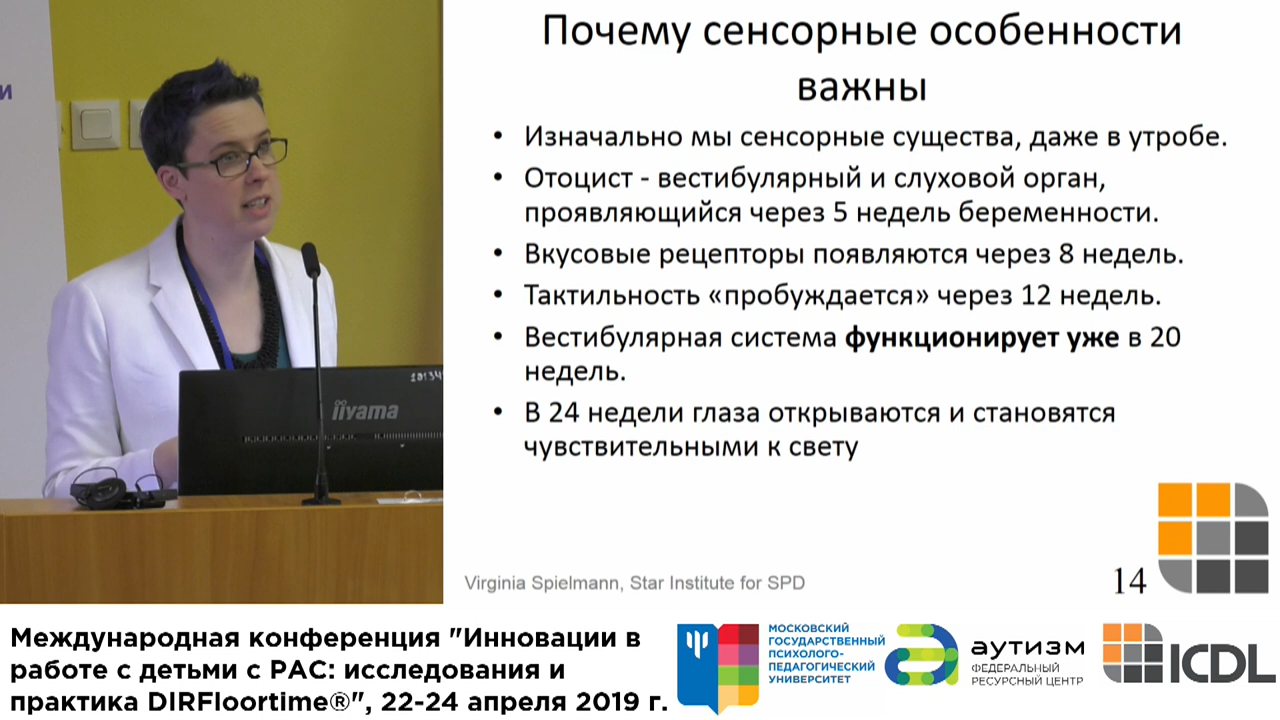 и
Почему сенсорные особенности
важны
• Изначально мы сенсорные существа, даже в утробе.
• Отоцист - вестибулярный и слуховой орган,
проявляющийся через 5 недель беременности.
• Вкусовые рецепторы появляются через 8 недель.
• Тактильность «пробуждается» через 12 недель.
• Вестибулярная система функционирует уже в 20
недель.
• В 24 недели глаза открываются и становятся
чувствительными к свету
iiyama
Virginia Spielmann, Star Institute for SPD
14
Международная конференция "Инновации в
работе с детьми с РАС: исследования и
практика DIRFloortime®", 22-24 апреля 2019 г.
МОСКОВСКИЙ
ГОСУДАРСТВЕННЫЙ
ПСИХОЛОГО-
ПЕДАГОГИЧЕСКИЙ
УНИВЕРСИТЕТ
аутизм
ФЕДЕРАЛЬНЫЙ
РЕСУРСНЫЙ ЦЕНТР
ICDL